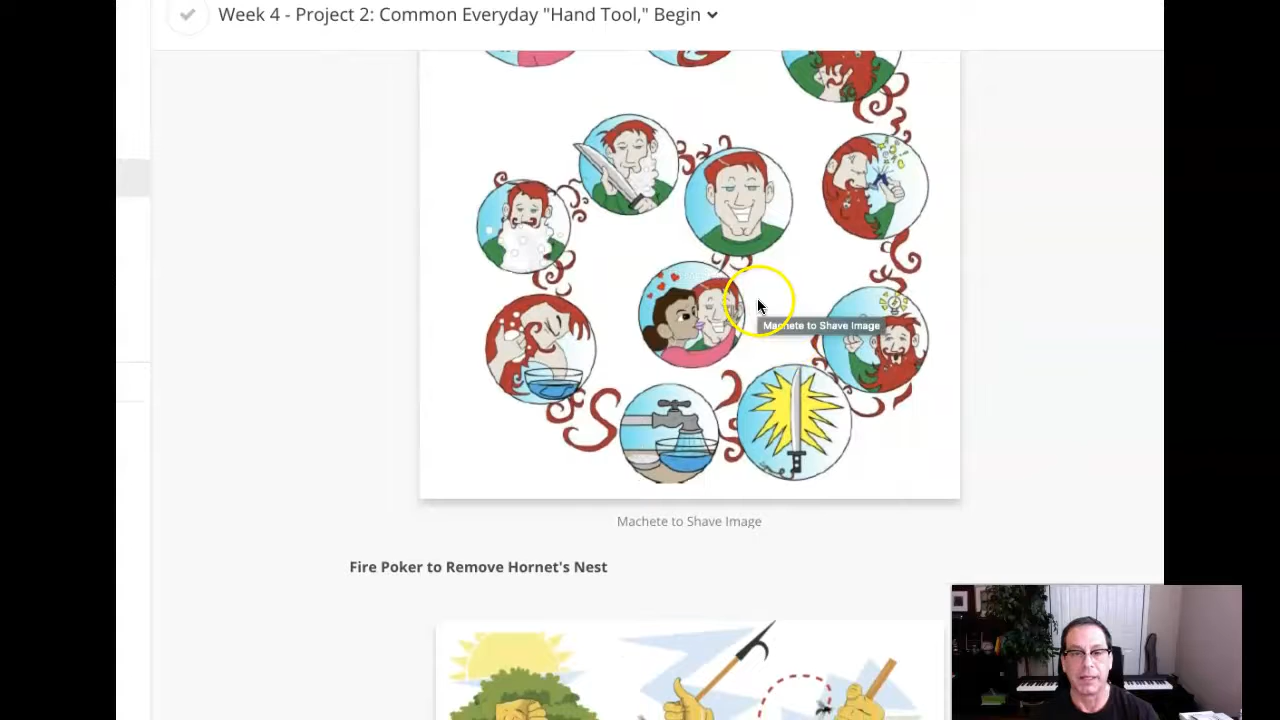 Week 4 - Project 2: Common Everyday "Hand Tool," Begin
Machete to Shave Image
Machete to Shave Image
Fire Poker to Remove Hornet's Nest